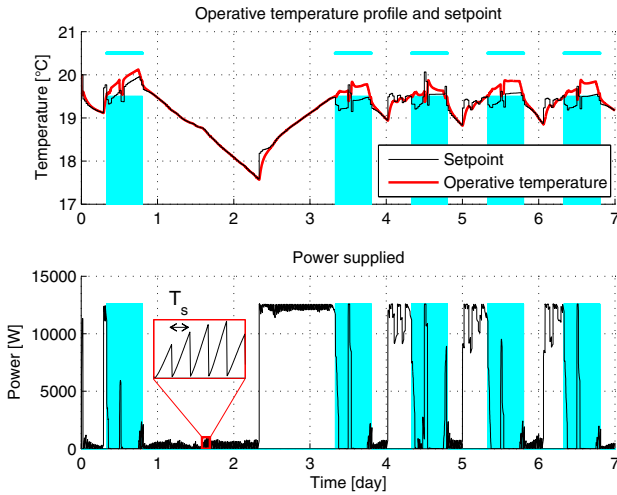 Operative temperature profile and setpoint
21
20
19
18
17
Temperature [°C]
Setpoint
Operative temperature
0 1 2 3 4 5 6 7
Power supplied
15000
10000
5000
0
Power [W]
Ts
0 1 2 3 4 5 6 7
Time [day]